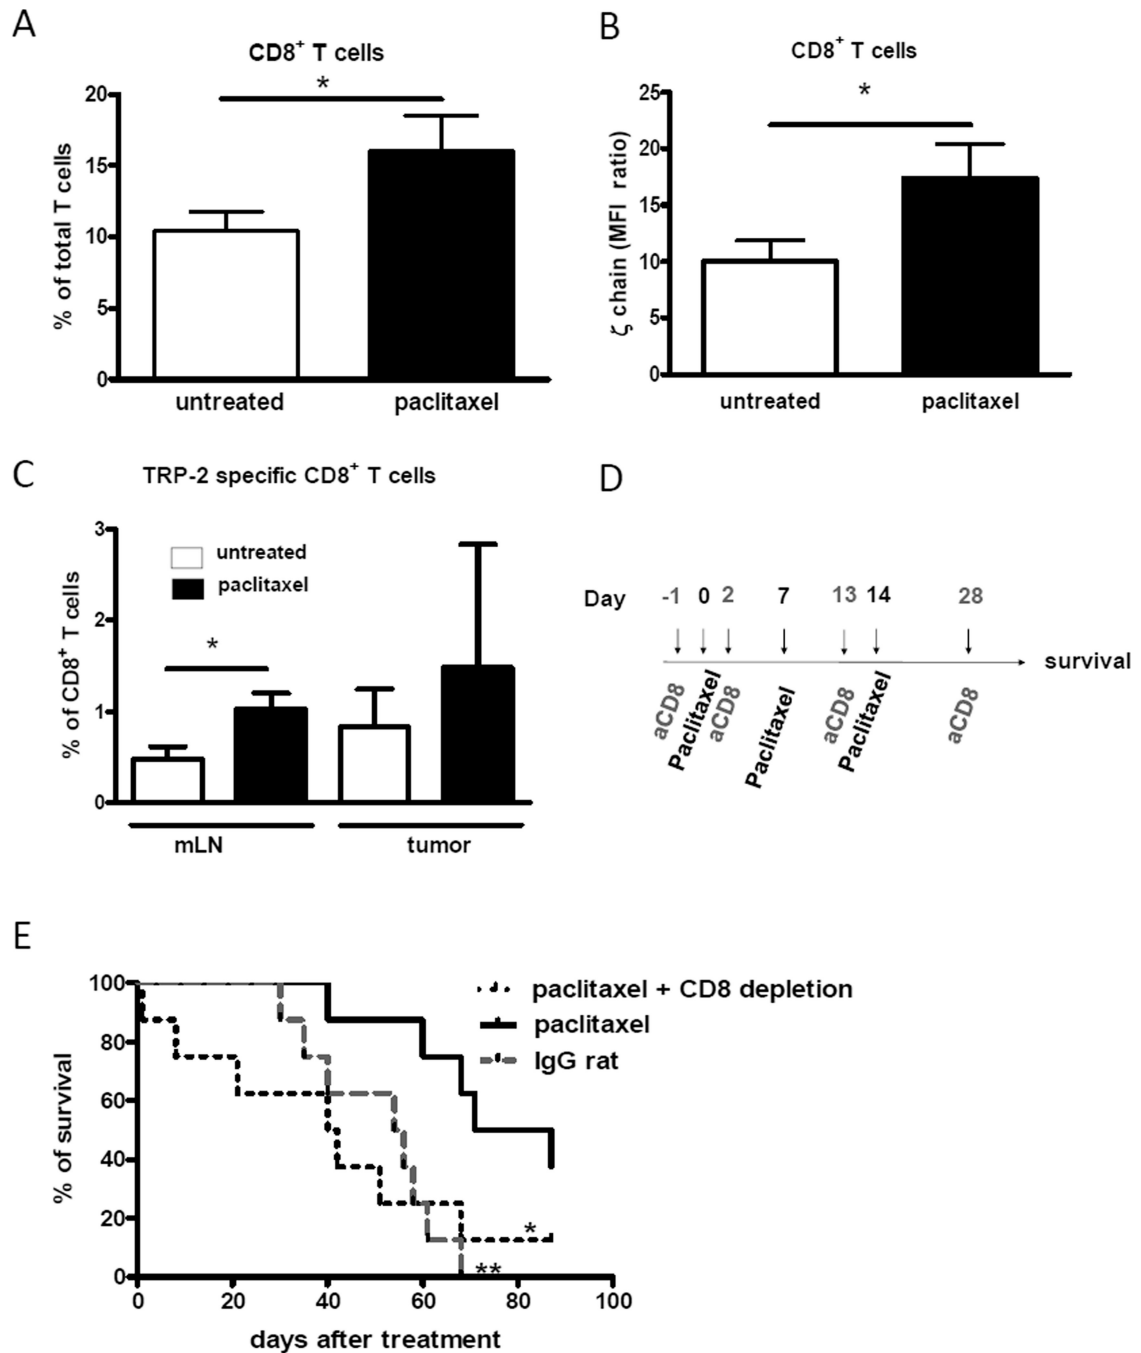 A
CD8+ T cells
*
% of total T cells
20
15
10
5
0
untreated
paclitaxel
B
CD8+ T cells
*
ζ chain (MFI ratio)
25
20
15
10
5
0
untreated
paclitaxel
C
TRP-2 specific CD8+ T cells
untreated
paclitaxel
*
% of CD8+ T cells
3
2
1
0
mLN
tumor
D
Day -1 0 2 7 13 14 28
survival
aCD8
Paclitaxel
aCD8
Paclitaxel
aCD8
Paclitaxel
aCD8
E
paclitaxel + CD8 depletion
paclitaxel
IgG rat
% of survival
100
80
60
40
20
0
*
**
0 20 40 60 80 100
days after treatment